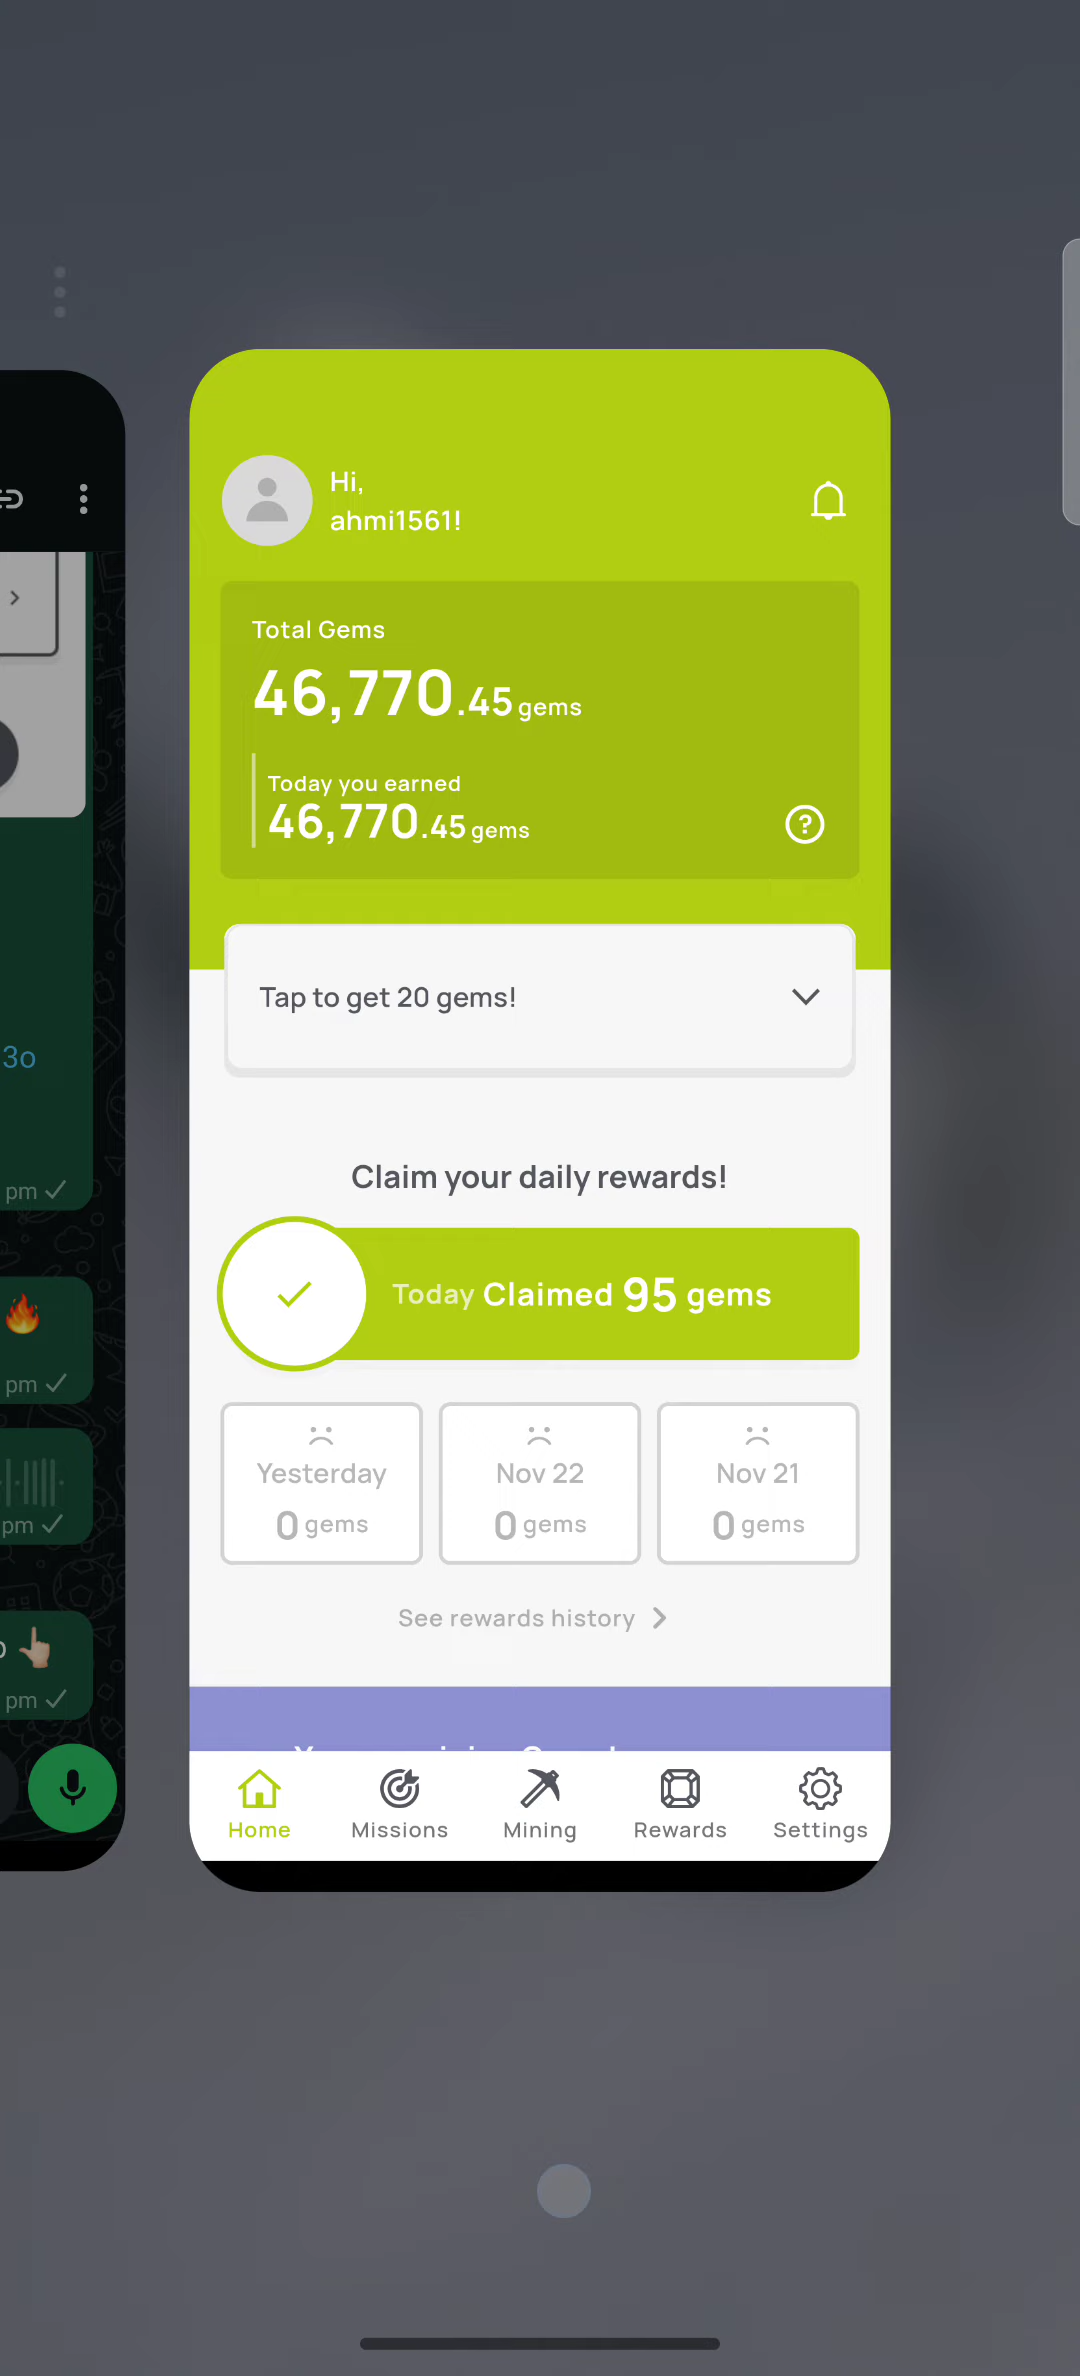 Hi,
ahmi1561!
Total Gems
46,770.45 gems
Today you earned
46,770.45 gems
?
Tap to get 20 gems!
3o
Claim your daily rewards!
pm
Today Claimed 95 gems
pm
Yesterday
0 gems
Nov 22
0 gems
Nov 21
0 gems
pm
See rewards history
pm
Home
Missions
Mining
Rewards
Settings